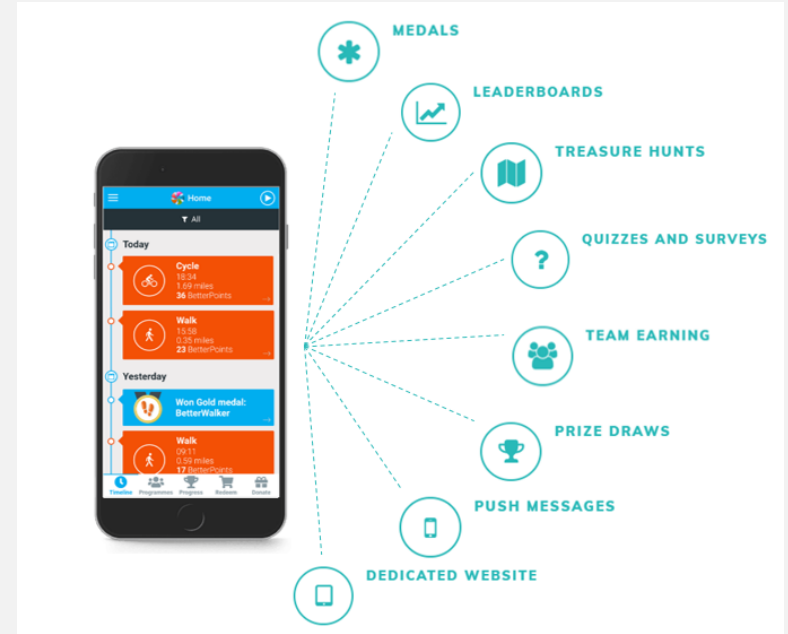 MEDALS
LEADERBOARDS
TREASURE HUNTS
QUIZZES AND SURVEYS
?
TEAM EARNING
PRIZE DRAWS
PUSH MESSAGES
DEDICATED WEBSITE
Home
All
Today
Cycle
18:34
1.69 miles
36 BetterPoints
Walk
15:58
0.35 miles
23 BetterPoints
Yesterday
Won Gold medal:
BetterWalker
Walk
09:11
0.59 miles
17 BetterPoints
Timeline Programmes Progress Redeem Donate